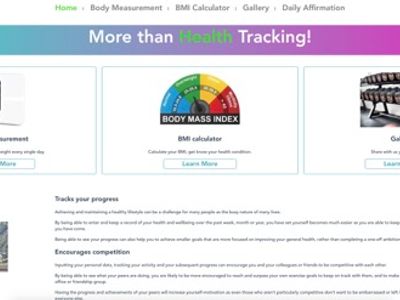 Home › Body Measurement › BMI Calculator › Gallery › Daily Affirmation
More than Health Tracking!
BODY MASS INDEX
surement
BMI calculator
Gal
eight every single day
Calculate your BMI, get know your health condition.
Share with us y
More
Learn More
Learn
Tracks your progress
Achieving and maintaining a healthy lifestyle can be a challenge for many people as the busy nature of many lives.
By being able to enter and keep a record of your health and wellbeing over the past week, month or year, you have set yourself becomes much easier as you are able to keep
you have come.
Being able to see your progress can also help you to achieve smaller goals that are more focused on improving your general health, rather than completing a one off ambition
Encourages competition
Inputting your personal data, tracking your activity and your subsequent progress can encourage you and your colleagues or friends to be competitive with each other.
By being able to see what your peers are doing, you are likely to be more encouraged to reach and surpass your own exercise goals to keep on track with them, and to make
office or friendship group.
Having the progress and achievements of your peers will increase self-motivation as even those who aren't particularly competitive don't want to be embarrassed or left
everyone else.